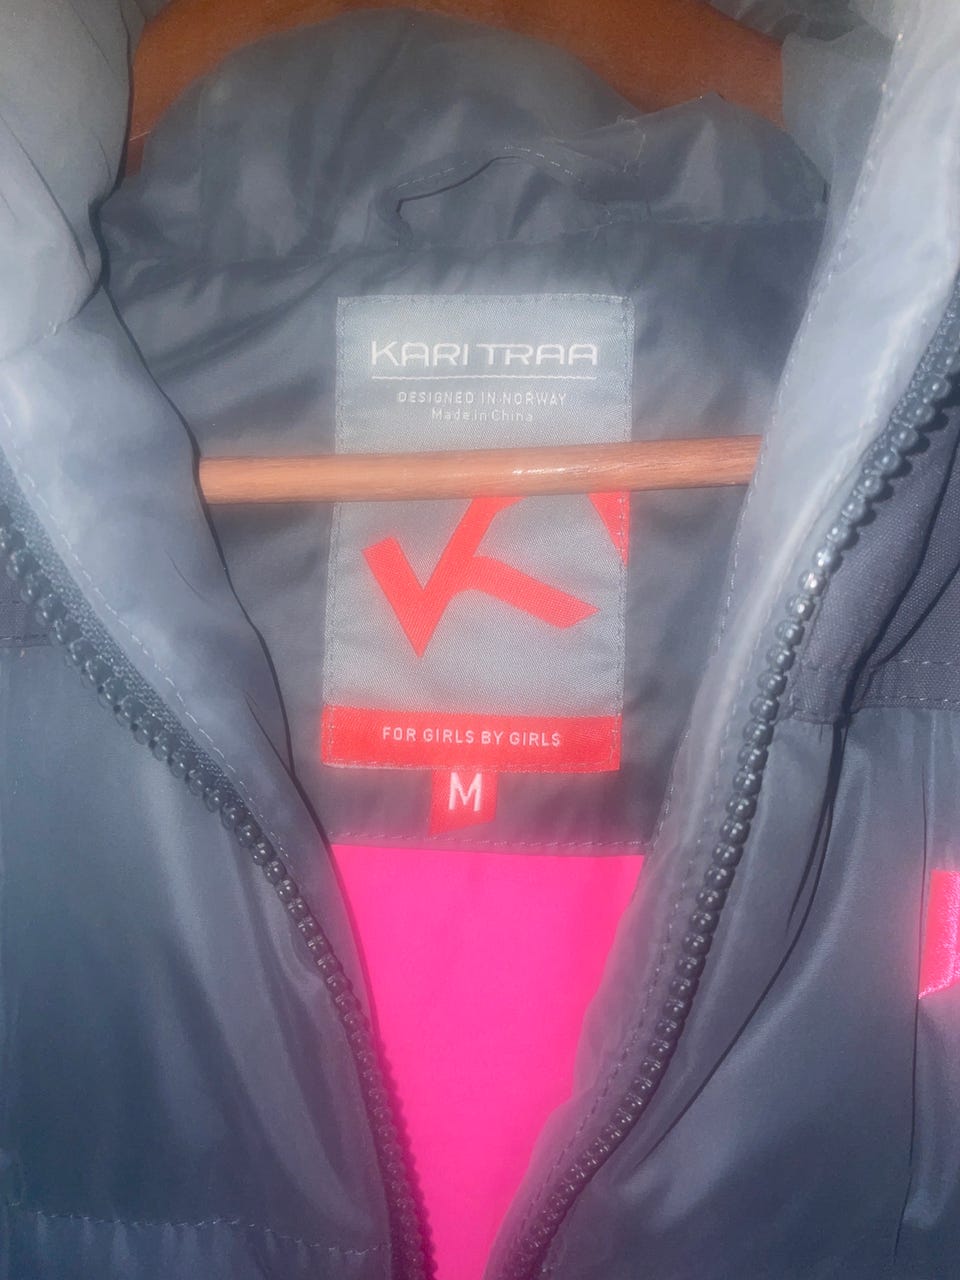 KARI TRAA
DESIGNED IN NORWAY
Made in China
FOR GIRLS BY GIRLS
M